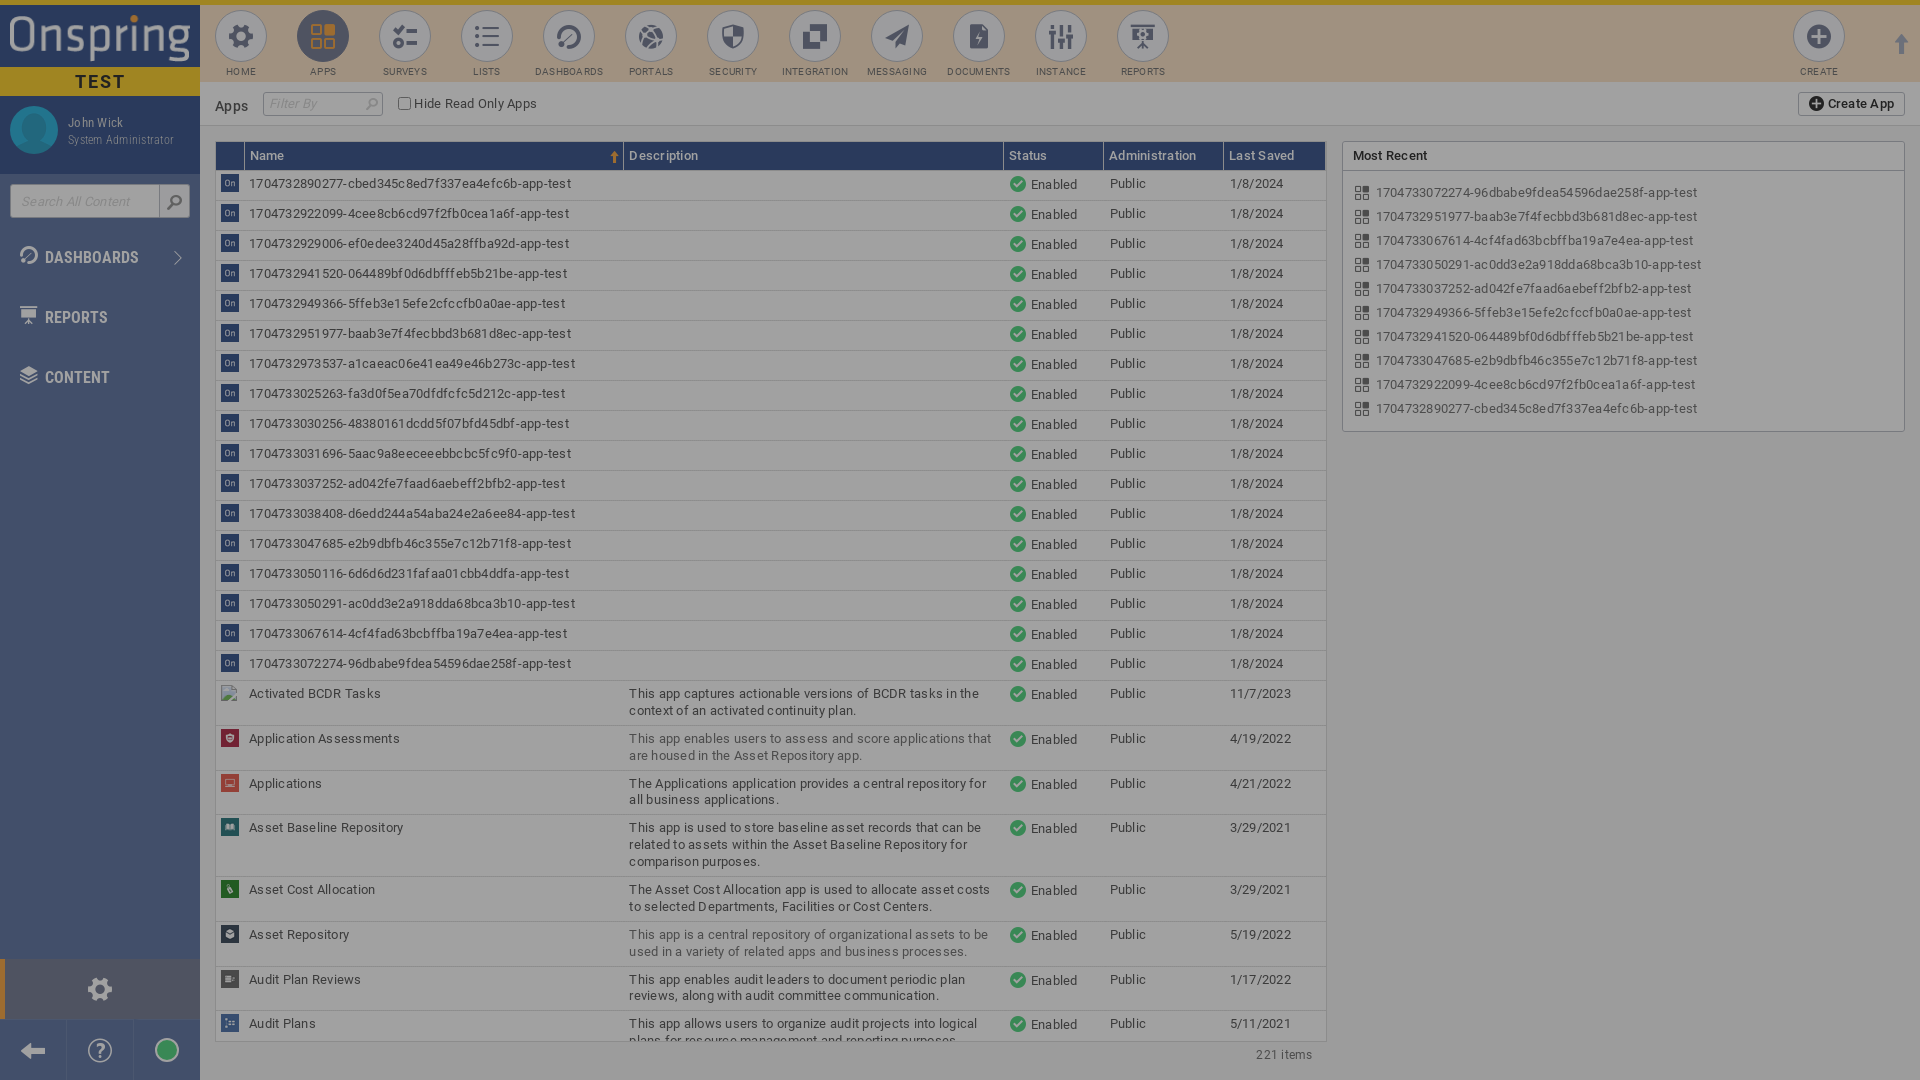 Onspring
TEST
John Wick
System Administrator
Search All Content
DASHBOARDS
REPORTS
CONTENT
HOME
APPS
SURVEYS
LISTS
DASHBOARDS
PORTALS
SECURITY
INTEGRATION
MESSAGING
DOCUMENTS
INSTANCE
REPORTS
CREATE
Apps
Filter By
Hide Read Only Apps
Create App
Name Description Status Administration Last Saved
On 1704732890277-cbed345c8ed7f337ea4efc6b-app-test Enabled Public 1/8/2024
On 1704732922099-4cee8cb6cd97f2fb0cea1a6f-app-test Enabled Public 1/8/2024
On 1704732929006-ef0edee3240d45a28ffba92d-app-test Enabled Public 1/8/2024
On 1704732941520-064489bf0d6dbfffeb5b21be-app-test Enabled Public 1/8/2024
On 1704732949366-5ffeb3e15efe2cfccfb0a0ae-app-test Enabled Public 1/8/2024
On 1704732951977-baab3e7f4fecbbd3b681d8ec-app-test Enabled Public 1/8/2024
On 1704732973537-a1caeac06e41ea49e46b273c-app-test Enabled Public 1/8/2024
On 1704733025263-fa3d0f5ea70dfdfcfc5d212c-app-test Enabled Public 1/8/2024
On 1704733030256-48380161dcdd5f07bfd45dbf-app-test Enabled Public 1/8/2024
On 1704733031696-5aac9a8eeceeebbcbc5fc9f0-app-test Enabled Public 1/8/2024
On 1704733037252-ad042fe7faad6aebeff2bfb2-app-test Enabled Public 1/8/2024
On 1704733038408-d6edd244a54aba24e2a6ee84-app-test Enabled Public 1/8/2024
On 1704733047685-e2b9dbfb46c355e7c12b71f8-app-test Enabled Public 1/8/2024
On 1704733050116-6d6d6d231fafaa01cbb4ddfa-app-test Enabled Public 1/8/2024
On 1704733050291-ac0dd3e2a918dda68bca3b10-app-test Enabled Public 1/8/2024
On 1704733067614-4cf4fad63bcbffba19a7e4ea-app-test Enabled Public 1/8/2024
On 1704733072274-96dbabe9fdea54596dae258f-app-test Enabled Public 1/8/2024
Activated BCDR Tasks This app captures actionable versions of BCDR tasks in the Enabled Public 11/7/2023
context of an activated continuity plan.
Application Assessments This app enables users to assess and score applications that Enabled Public 4/19/2022
are housed in the Asset Repository app.
Applications The Applications application provides a central repository for Enabled Public 4/21/2022
all business applications.
Asset Baseline Repository This app is used to store baseline asset records that can be Enabled Public 3/29/2021
related to assets within the Asset Baseline Repository for
comparison purposes.
Asset Cost Allocation The Asset Cost Allocation app is used to allocate asset costs Enabled Public 3/29/2021
to selected Departments, Facilities or Cost Centers.
Asset Repository This app is a central repository of organizational assets to be Enabled Public 5/19/2022
used in a variety of related apps and business processes.
Audit Plan Reviews This app enables audit leaders to document periodic plan Enabled Public 1/17/2022
reviews, along with audit committee communication.
Audit Plans This app allows users to organize audit projects into logical Enabled Public 5/11/2021
plans for resource management and reporting purposes.
221 items
Most Recent
1704733072274-96dbabe9fdea54596dae258f-app-test
1704732951977-baab3e7f4fecbbd3b681d8ec-app-test
1704733067614-4cf4fad63bcbffba19a7e4ea-app-test
1704733050291-ac0dd3e2a918dda68bca3b10-app-test
1704733037252-ad042fe7faad6aebeff2bfb2-app-test
1704732949366-5ffeb3e15efe2cfccfb0a0ae-app-test
1704732941520-064489bf0d6dbfffeb5b21be-app-test
1704733047685-e2b9dbfb46c355e7c12b71f8-app-test
1704732922099-4cee8cb6cd97f2fb0cea1a6f-app-test
1704732890277-cbed345c8ed7f337ea4efc6b-app-test